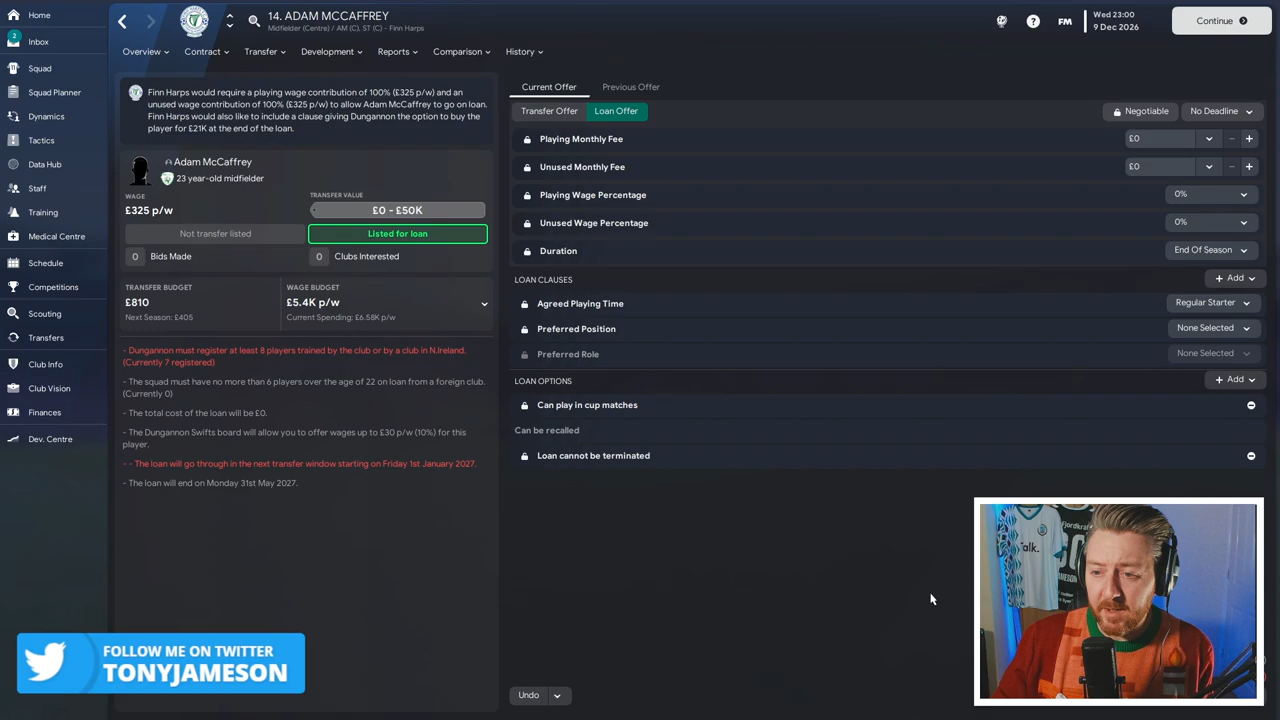 Home
2
Inbox
Squad
Squad Planner
Dynamics
Tactics
Data Hub
Staff
Training
Medical Centre
Schedule
Competitions
Scouting
Transfers
Club Info
Club Vision
Finances
Dev. Centre
14. ADAM MCCAFFREY
Midfielder (Centre) / AM (C), ST (C) - Finn Harps
FM
Wed 23:00
9 Dec 2026
Continue
Overview
Contract
Transfer
Development
Reports
Comparison
History
Finn Harps would require a playing wage contribution of 100% (£325 p/w) and an
unused wage contribution of 100% (£325 p/w) to allow Adam McCaffrey to go on loan.
Finn Harps would also like to include a clause giving Dungannon the option to buy the
player for £21K at the end of the loan.
Adam McCaffrey
23 year-old midfielder
WAGE
£325 p/w
TRANSFER VALUE
£0 - £50K
Not transfer listed
Listed for loan
0 Bids Made
0 Clubs Interested
TRANSFER BUDGET
£810
Next Season: £405
WAGE BUDGET
£5.4K p/w
Current Spending: £6.58K p/w
- Dungannon must register at least 8 players trained by the club or by a club in N.Ireland.
(Currently 7 registered)
- The squad must have no more than 6 players over the age of 22 on loan from a foreign club.
(Currently 0)
- The total cost of the loan will be £0.
- The Dungannon Swifts board will allow you to offer wages up to £30 p/w (10%) for this
player.
- - The loan will go through in the next transfer window starting on Friday 1st January 2027.
- The loan will end on Monday 31st May 2027.
Current Offer
Previous Offer
Transfer Offer
Loan Offer
Negotiable
No Deadline
Playing Monthly Fee
£0
Unused Monthly Fee
£0
Playing Wage Percentage
0%
Unused Wage Percentage
0%
Duration
End Of Season
LOAN CLAUSES
+ Add
Agreed Playing Time
Regular Starter
Preferred Position
None Selected
Preferred Role
None Selected
LOAN OPTIONS
+ Add
Can play in cup matches
Can be recalled
Loan cannot be terminated
Undo
FOLLOW ME ON TWITTER
TONYJAMESON